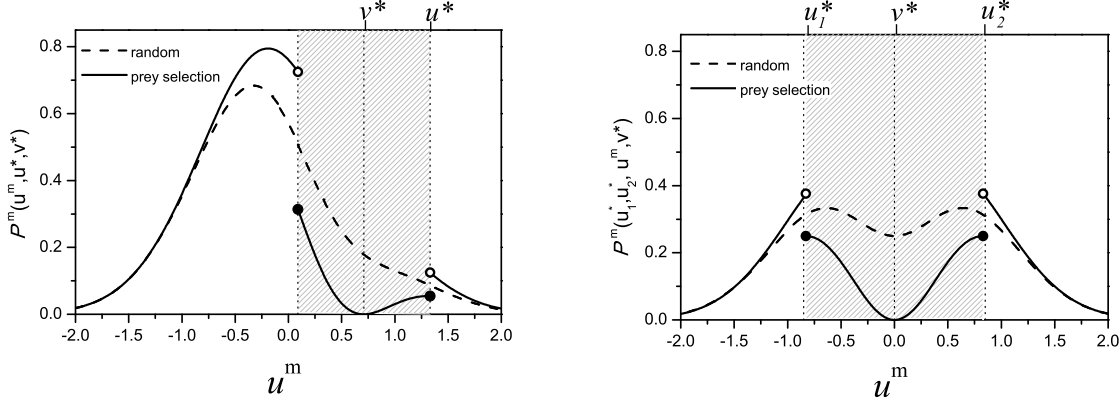 v* u*
0.8
0.6
0.4
0.2
0.0
random
prey selection
P^m(u^m,u*,v*)
-2.0 -1.5 -1.0 -0.5 0.0 0.5 1.0 1.5 2.0
u^m
u_1^* v* u_2^*
0.8
0.6
0.4
0.2
0.0
random
prey selection
P^m(u_1^*,u_2^*, u^m,v*)
-2.0 -1.5 -1.0 -0.5 0.0 0.5 1.0 1.5 2.0
u^m